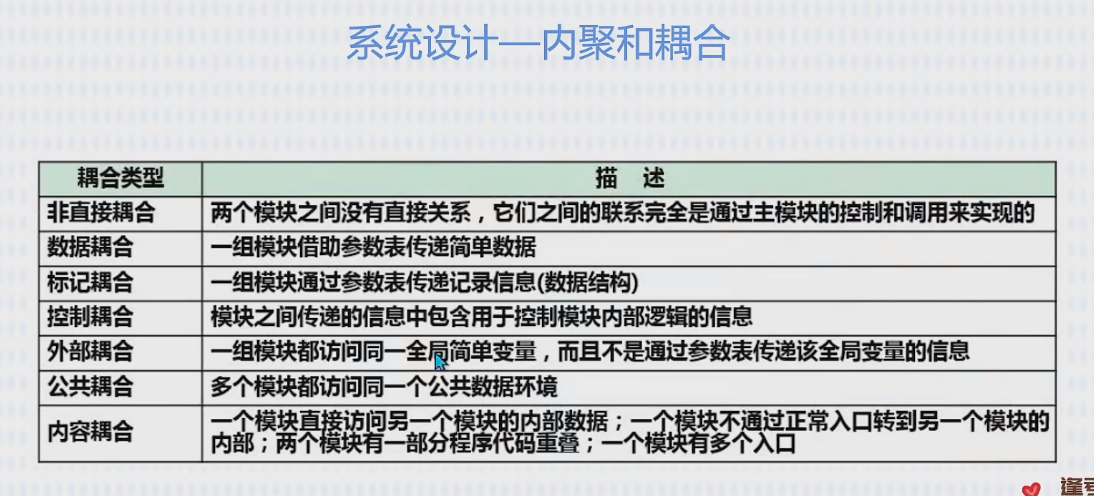 系统设计—内聚和耦合
耦合类型 描 述
非直接耦合 两个模块之间没有直接关系，它们之间的联系完全是通过主模块的控制和调用来实现的
数据耦合 一组模块借助参数表传递简单数据
标记耦合 一组模块通过参数表传递记录信息(数据结构)
控制耦合 模块之间传递的信息中包含用于控制模块内部逻辑的信息
外部耦合 一组模块都访问同一全局简单变量，而且不是通过参数表传递该全局变量的信息
公共耦合 多个模块都访问同一个公共数据环境
内容耦合 一个模块直接访问另一个模块的内部数据；一个模块不通过正常入口转到另一个模块的
内部；两个模块有一部分程序代码重叠；一个模块有多个入口